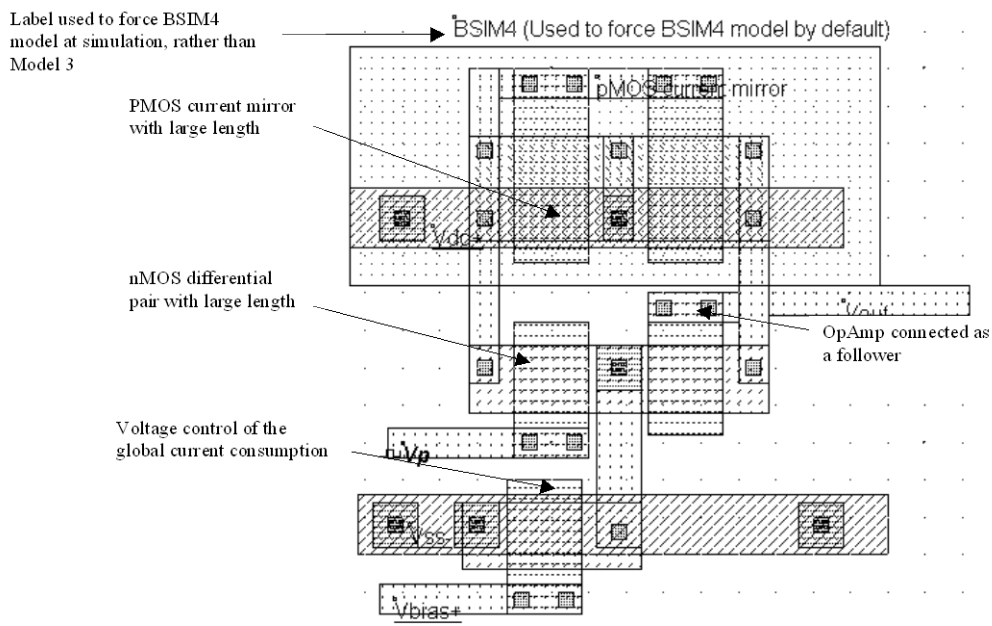 Label used to force BSIM4
model at simulation, rather than
Model 3
BSIM4 (Used to force BSIM4 model by default)
PMOS current mirror
with large length
pMOS current mirror
Vdd+
nMOS differential
pair with large length
Vout
OpAmp connected as
a follower
Voltage control of the
global current consumption
Vp
Vss-
Vbias+